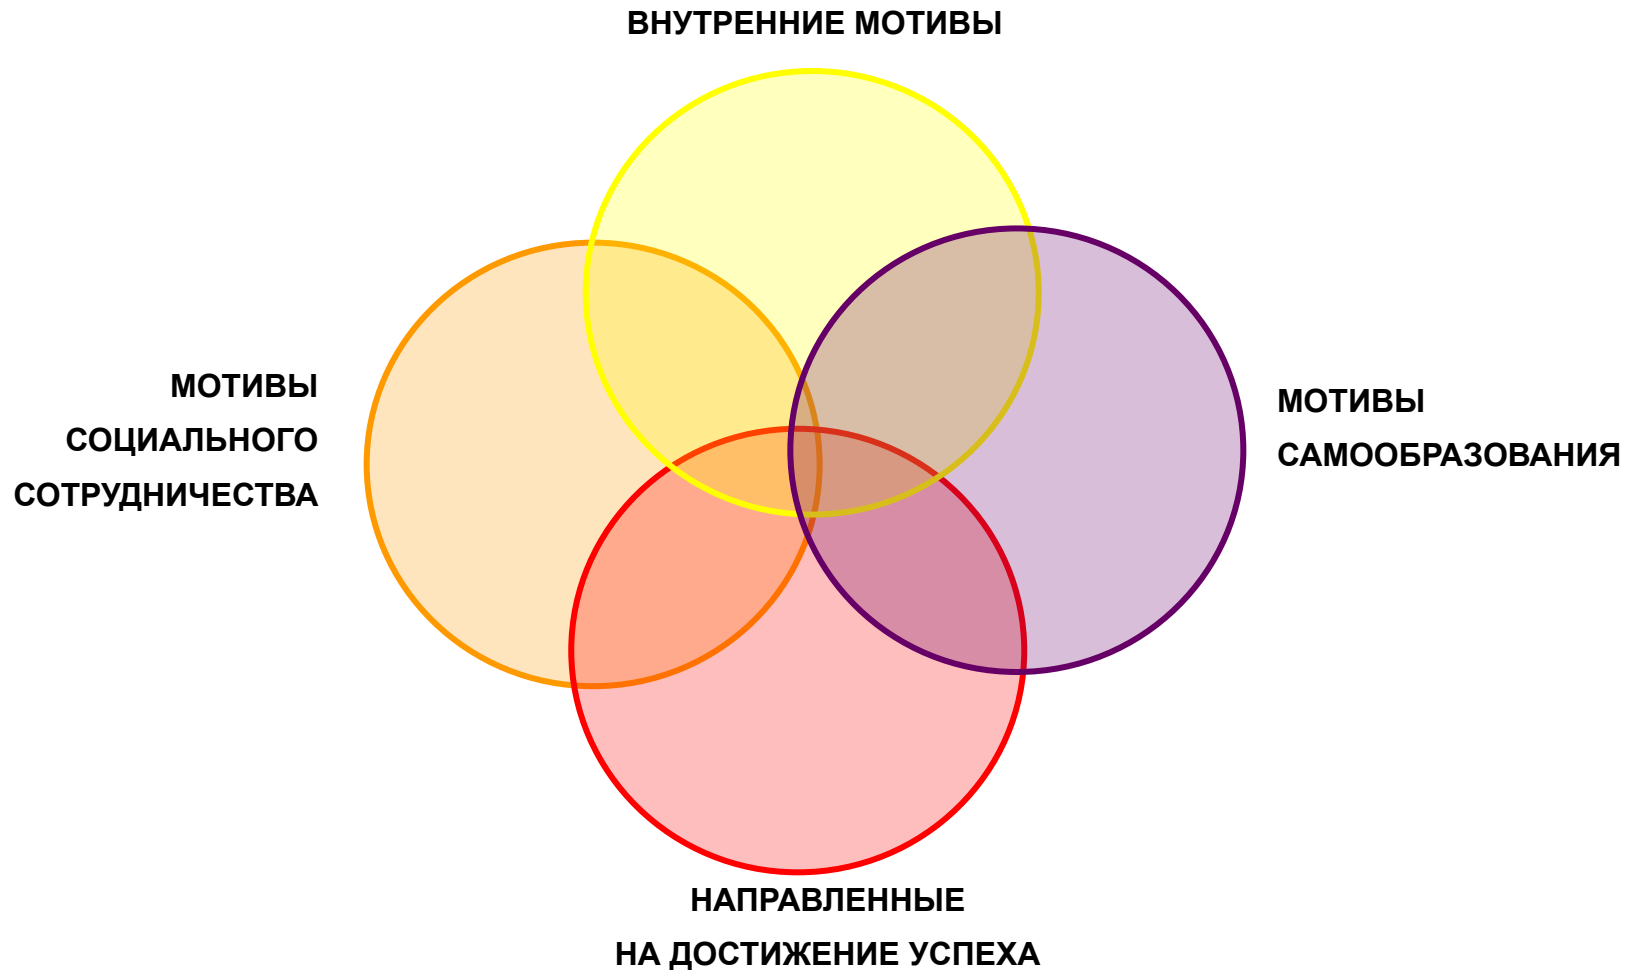 ВНУТРЕННИЕ МОТИВЫ
МОТИВЫ
СОЦИАЛЬНОГО
СОТРУДНИЧЕСТВА
МОТИВЫ
САМООБРАЗОВАНИЯ
НАПРАВЛЕННЫЕ
НА ДОСТИЖЕНИЕ УСПЕХА